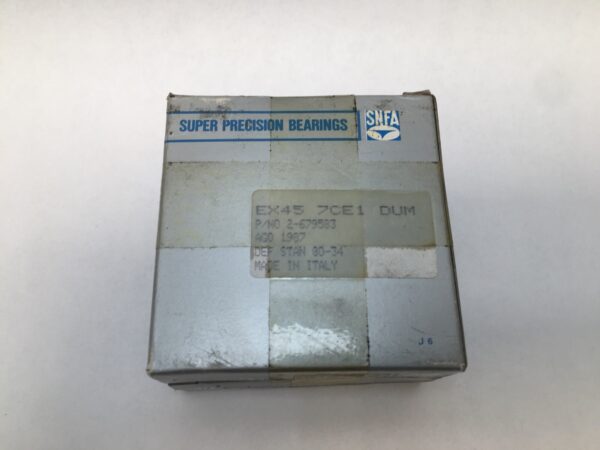 SUPER PRECISION BEARINGS
SNFA
EX45 7CE1 DUM
P/NO 2-679583
AGO 1987
DEF STAN 80-34
MADE IN ITALY
J 6